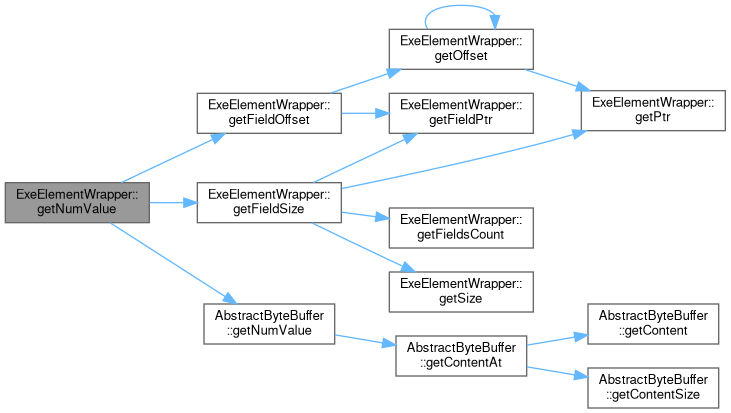 ExeElementWrapper::
getOffset
ExeElementWrapper::
getFieldOffset
ExeElementWrapper::
getFieldPtr
ExeElementWrapper::
getPtr
ExeElementWrapper::
getNumValue
ExeElementWrapper::
getFieldSize
ExeElementWrapper::
getFieldsCount
ExeElementWrapper::
getSize
AbstractByteBuffer
::getNumValue
AbstractByteBuffer
::getContentAt
AbstractByteBuffer
::getContent
AbstractByteBuffer
::getContentSize